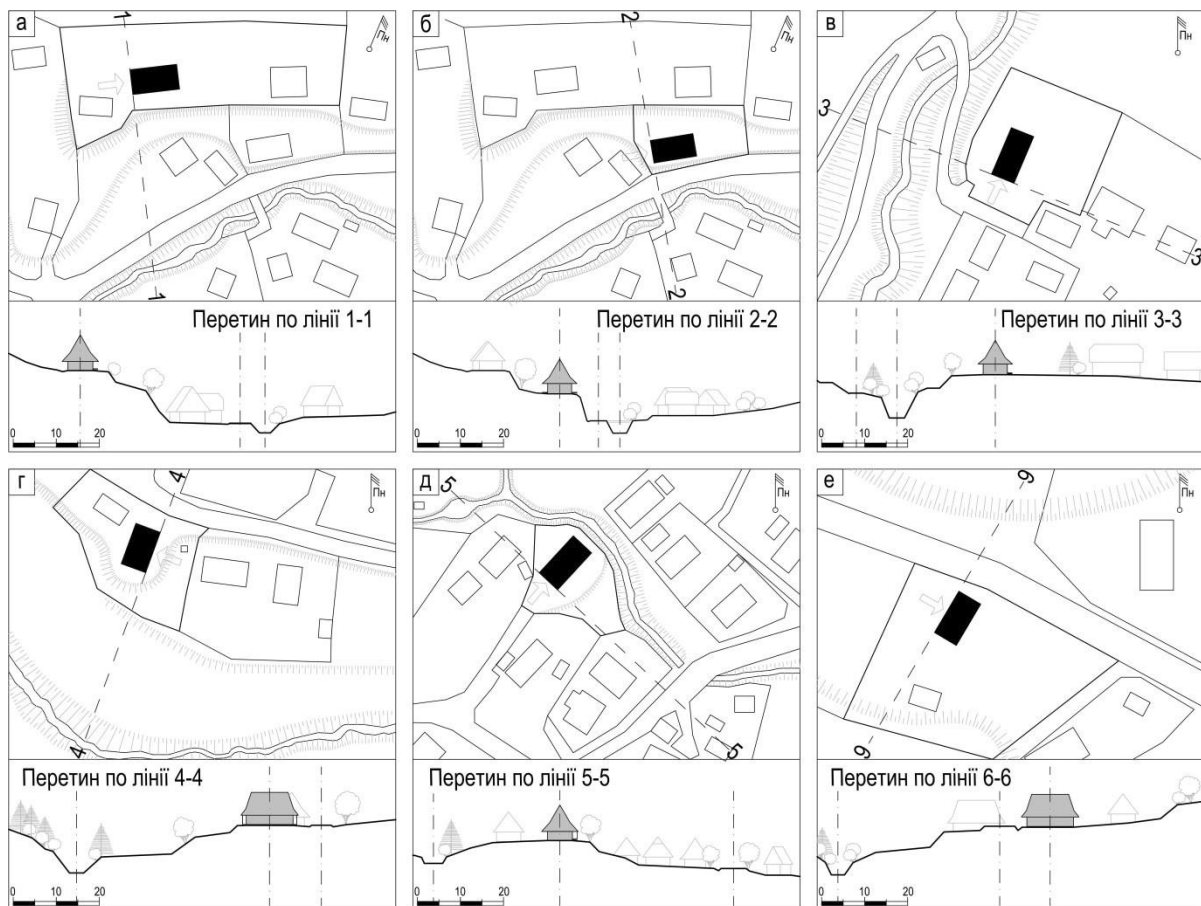 а
1
Пн
1
Перетин по лінії 1-1
0 10 20
б
2
Пн
2
Перетин по лінії 2-2
0 10 20
в
3
Пн
3
Перетин по лінії 3-3
0 10 20
г
4
Пн
4
Перетин по лінії 4-4
0 10 20
д
5
Пн
5
Перетин по лінії 5-5
0 10 20
е
6
Пн
6
Перетин по лінії 6-6
0 10 20